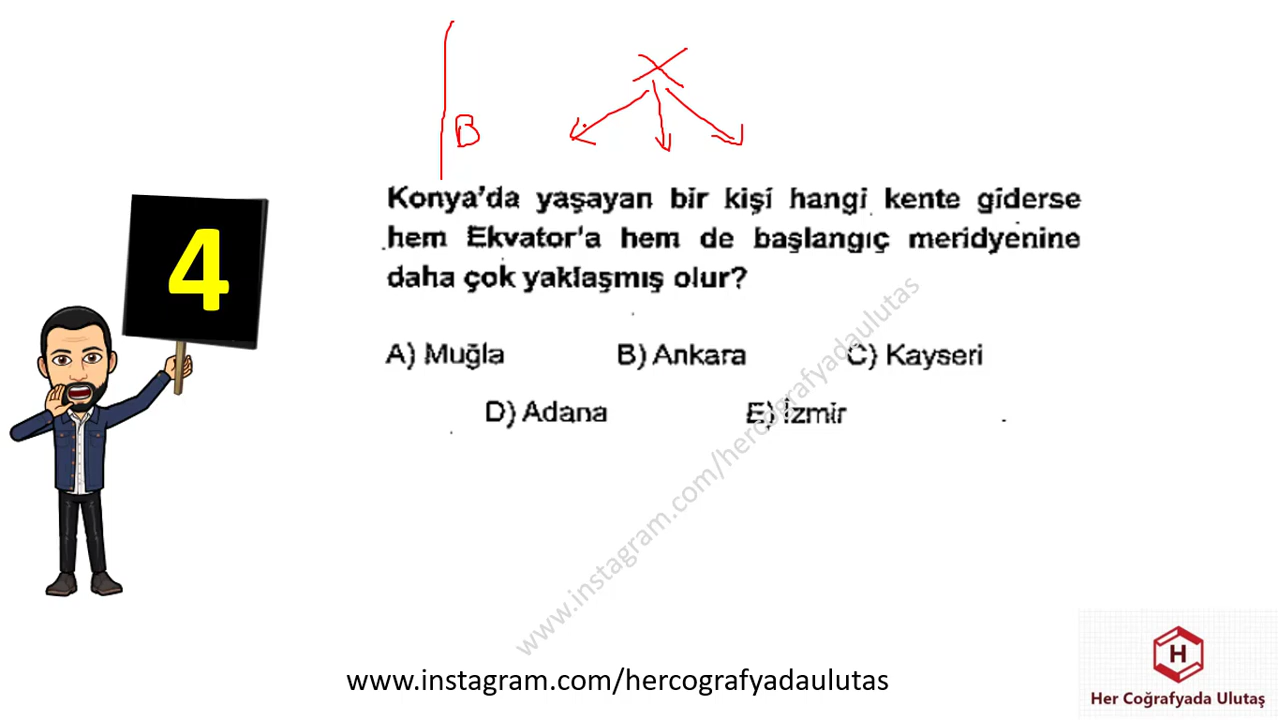 B
X
4
Konya'da yaşayan bir kişi hangi kente giderse
hem Ekvator'a hem de başlangıç meridyenine
daha çok yaklaşmış olur?
A) Muğla B) Ankara C) Kayseri
D) Adana E) İzmir
www.instagram.com/hercografyadaulutas
www.instagram.com/hercografyadaulutas
H
Her Coğrafyada Ulutaş